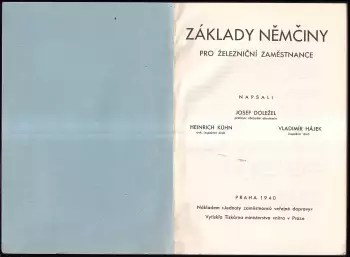 ZÁKLADY NĚMČINY
PRO ŽELEZNIČNÍ ZAMĚSTNANCE
NAPSALI
JOSEF DOLEŽEL
HEINRICH KÜHN
VLADIMÍR HÁJEK
PRAHA 1940
Nákladem »Jednoty zaměstnanců veřejné dopravy«
Vytiskla Tiskárna ministerstva vnitra v Praze